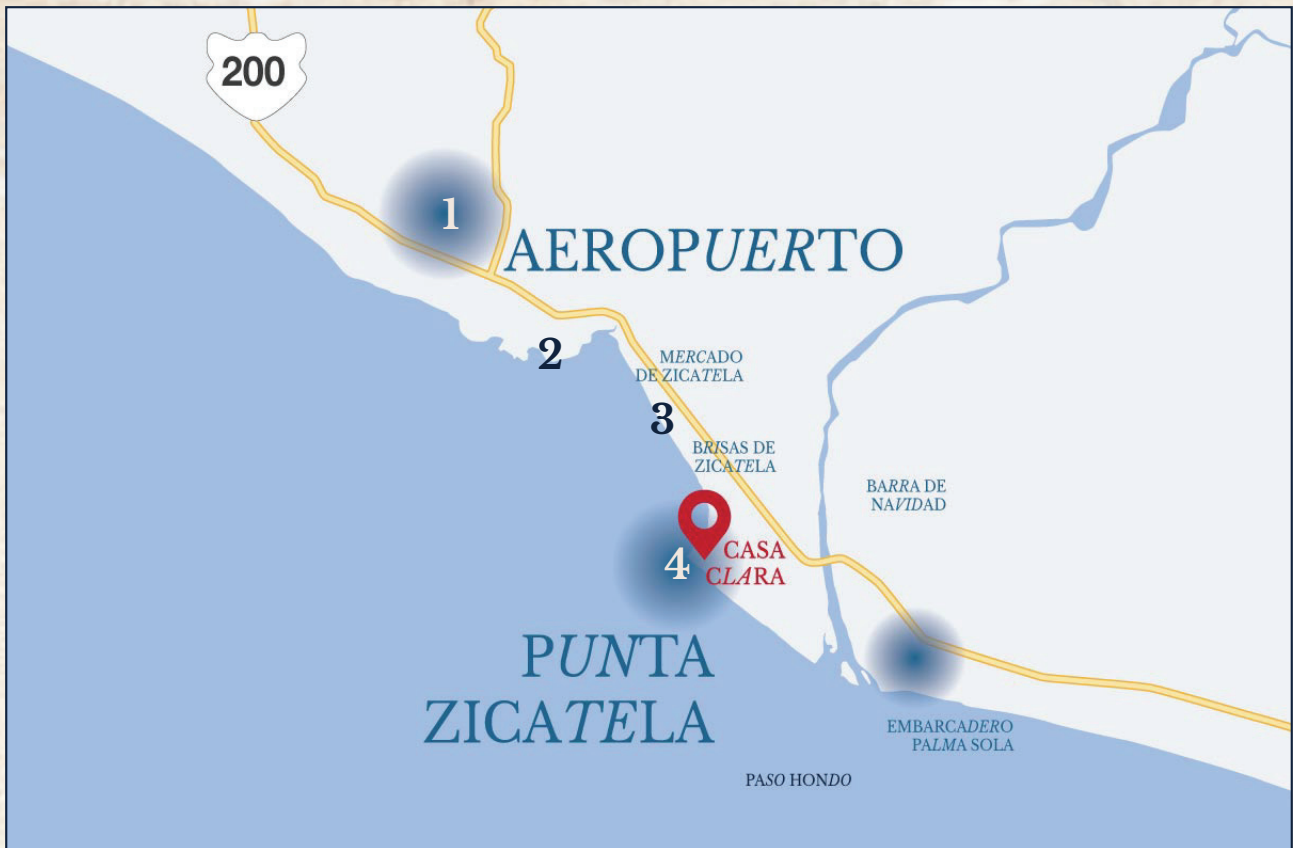 200
1
AEROPUERTO
2
MERCADO
DE ZICATELA
3
BRISAS DE
ZICATELA
BARRA DE
NAVIDAD
4
CASA
CLARA
PUNTA
ZICATELA
EMBARCADERO
PALMA SOLA
PASO HONDO